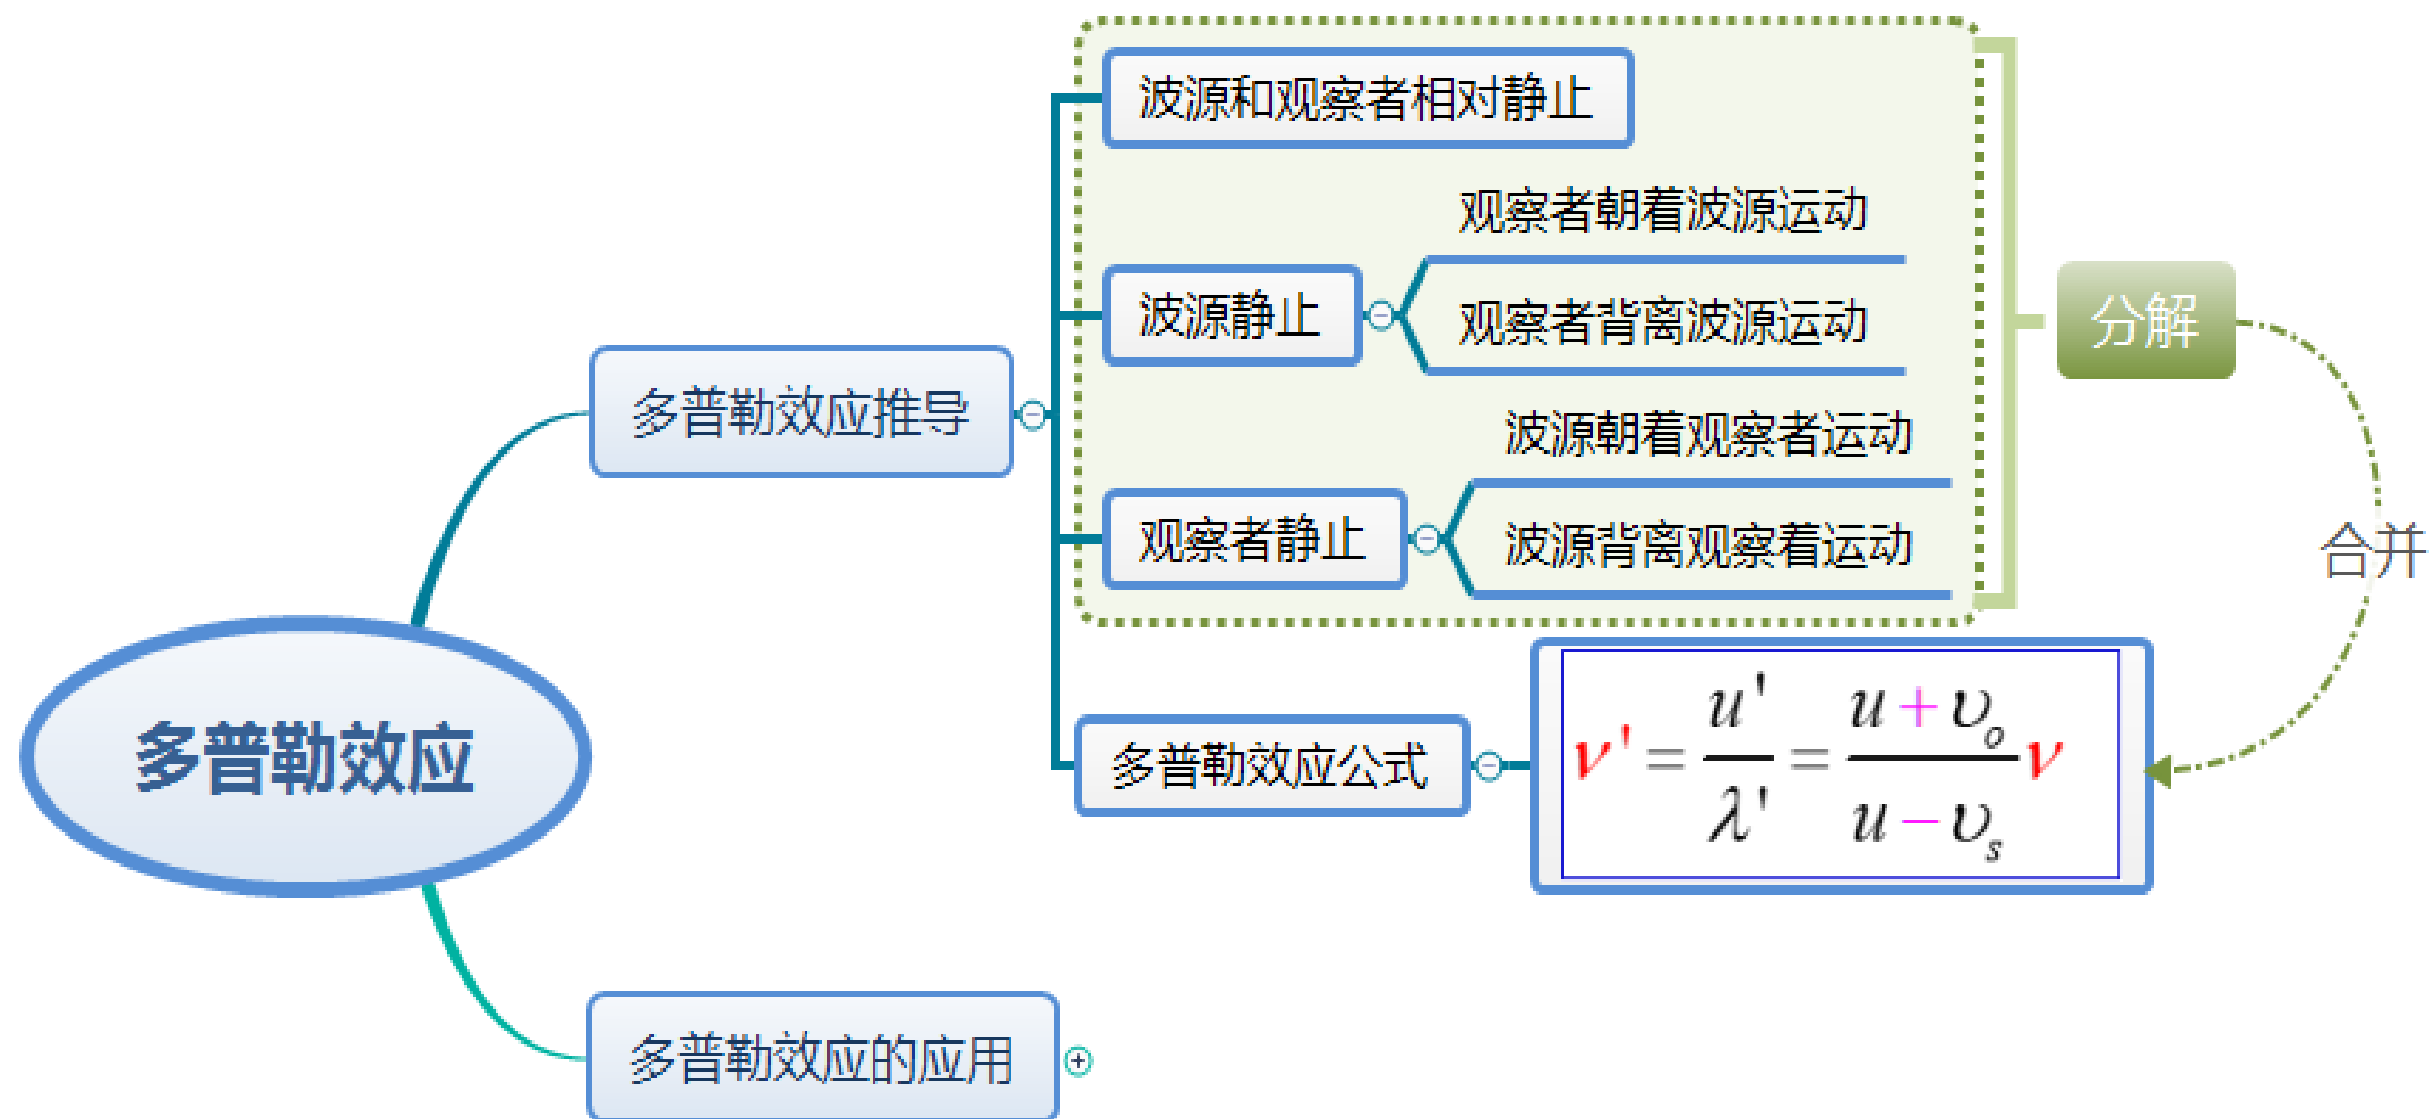 波源和观察者相对静止
观察者朝着波源运动
波源静止
观察者背离波源运动
分解
多普勒效应推导
波源朝着观察者运动
观察者静止
波源背离观察着运动
合并
多普勒效应
多普勒效应公式
ν' = u'/λ' = (u + υₒ)/(u − υₛ) ν
多普勒效应的应用